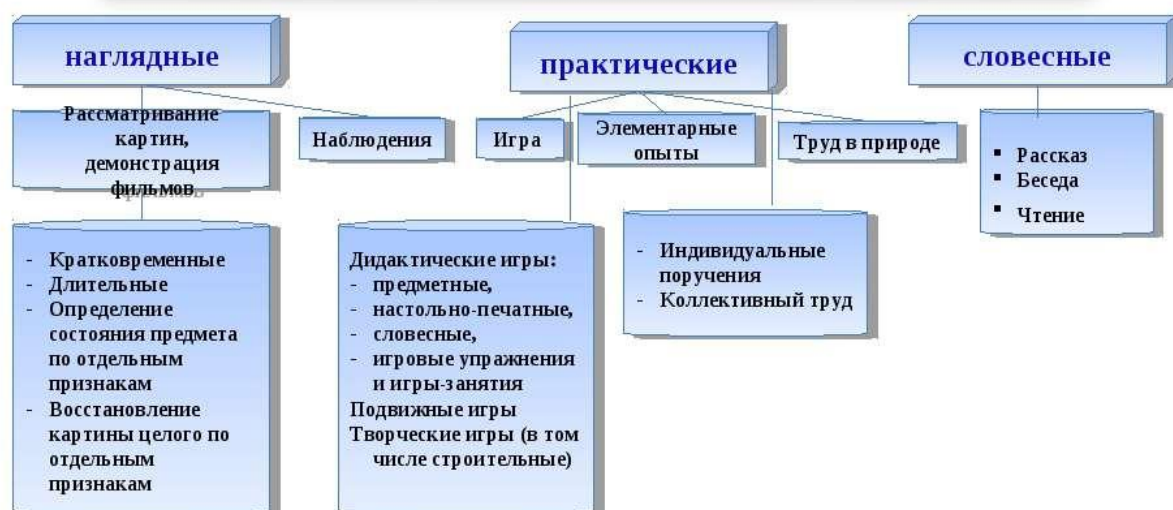 наглядные
практические
словесные
Рассматривание
картин,
демонстрация
фильмов
Наблюдения
Игра
Элементарные
опыты
Труд в природе
▪ Рассказ
▪ Беседа
▪ Чтение
- Кратковременные
- Длительные
- Определение
состояния предмета
по отдельным
признакам
- Восстановление
картины целого по
отдельным
признакам
Дидактические игры:
- предметные,
- настольно-печатные,
- словесные,
- игровые упражнения
и игры-занятия
Подвижные игры
Творческие игры (в том
числе строительные)
- Индивидуальные
поручения
- Коллективный труд